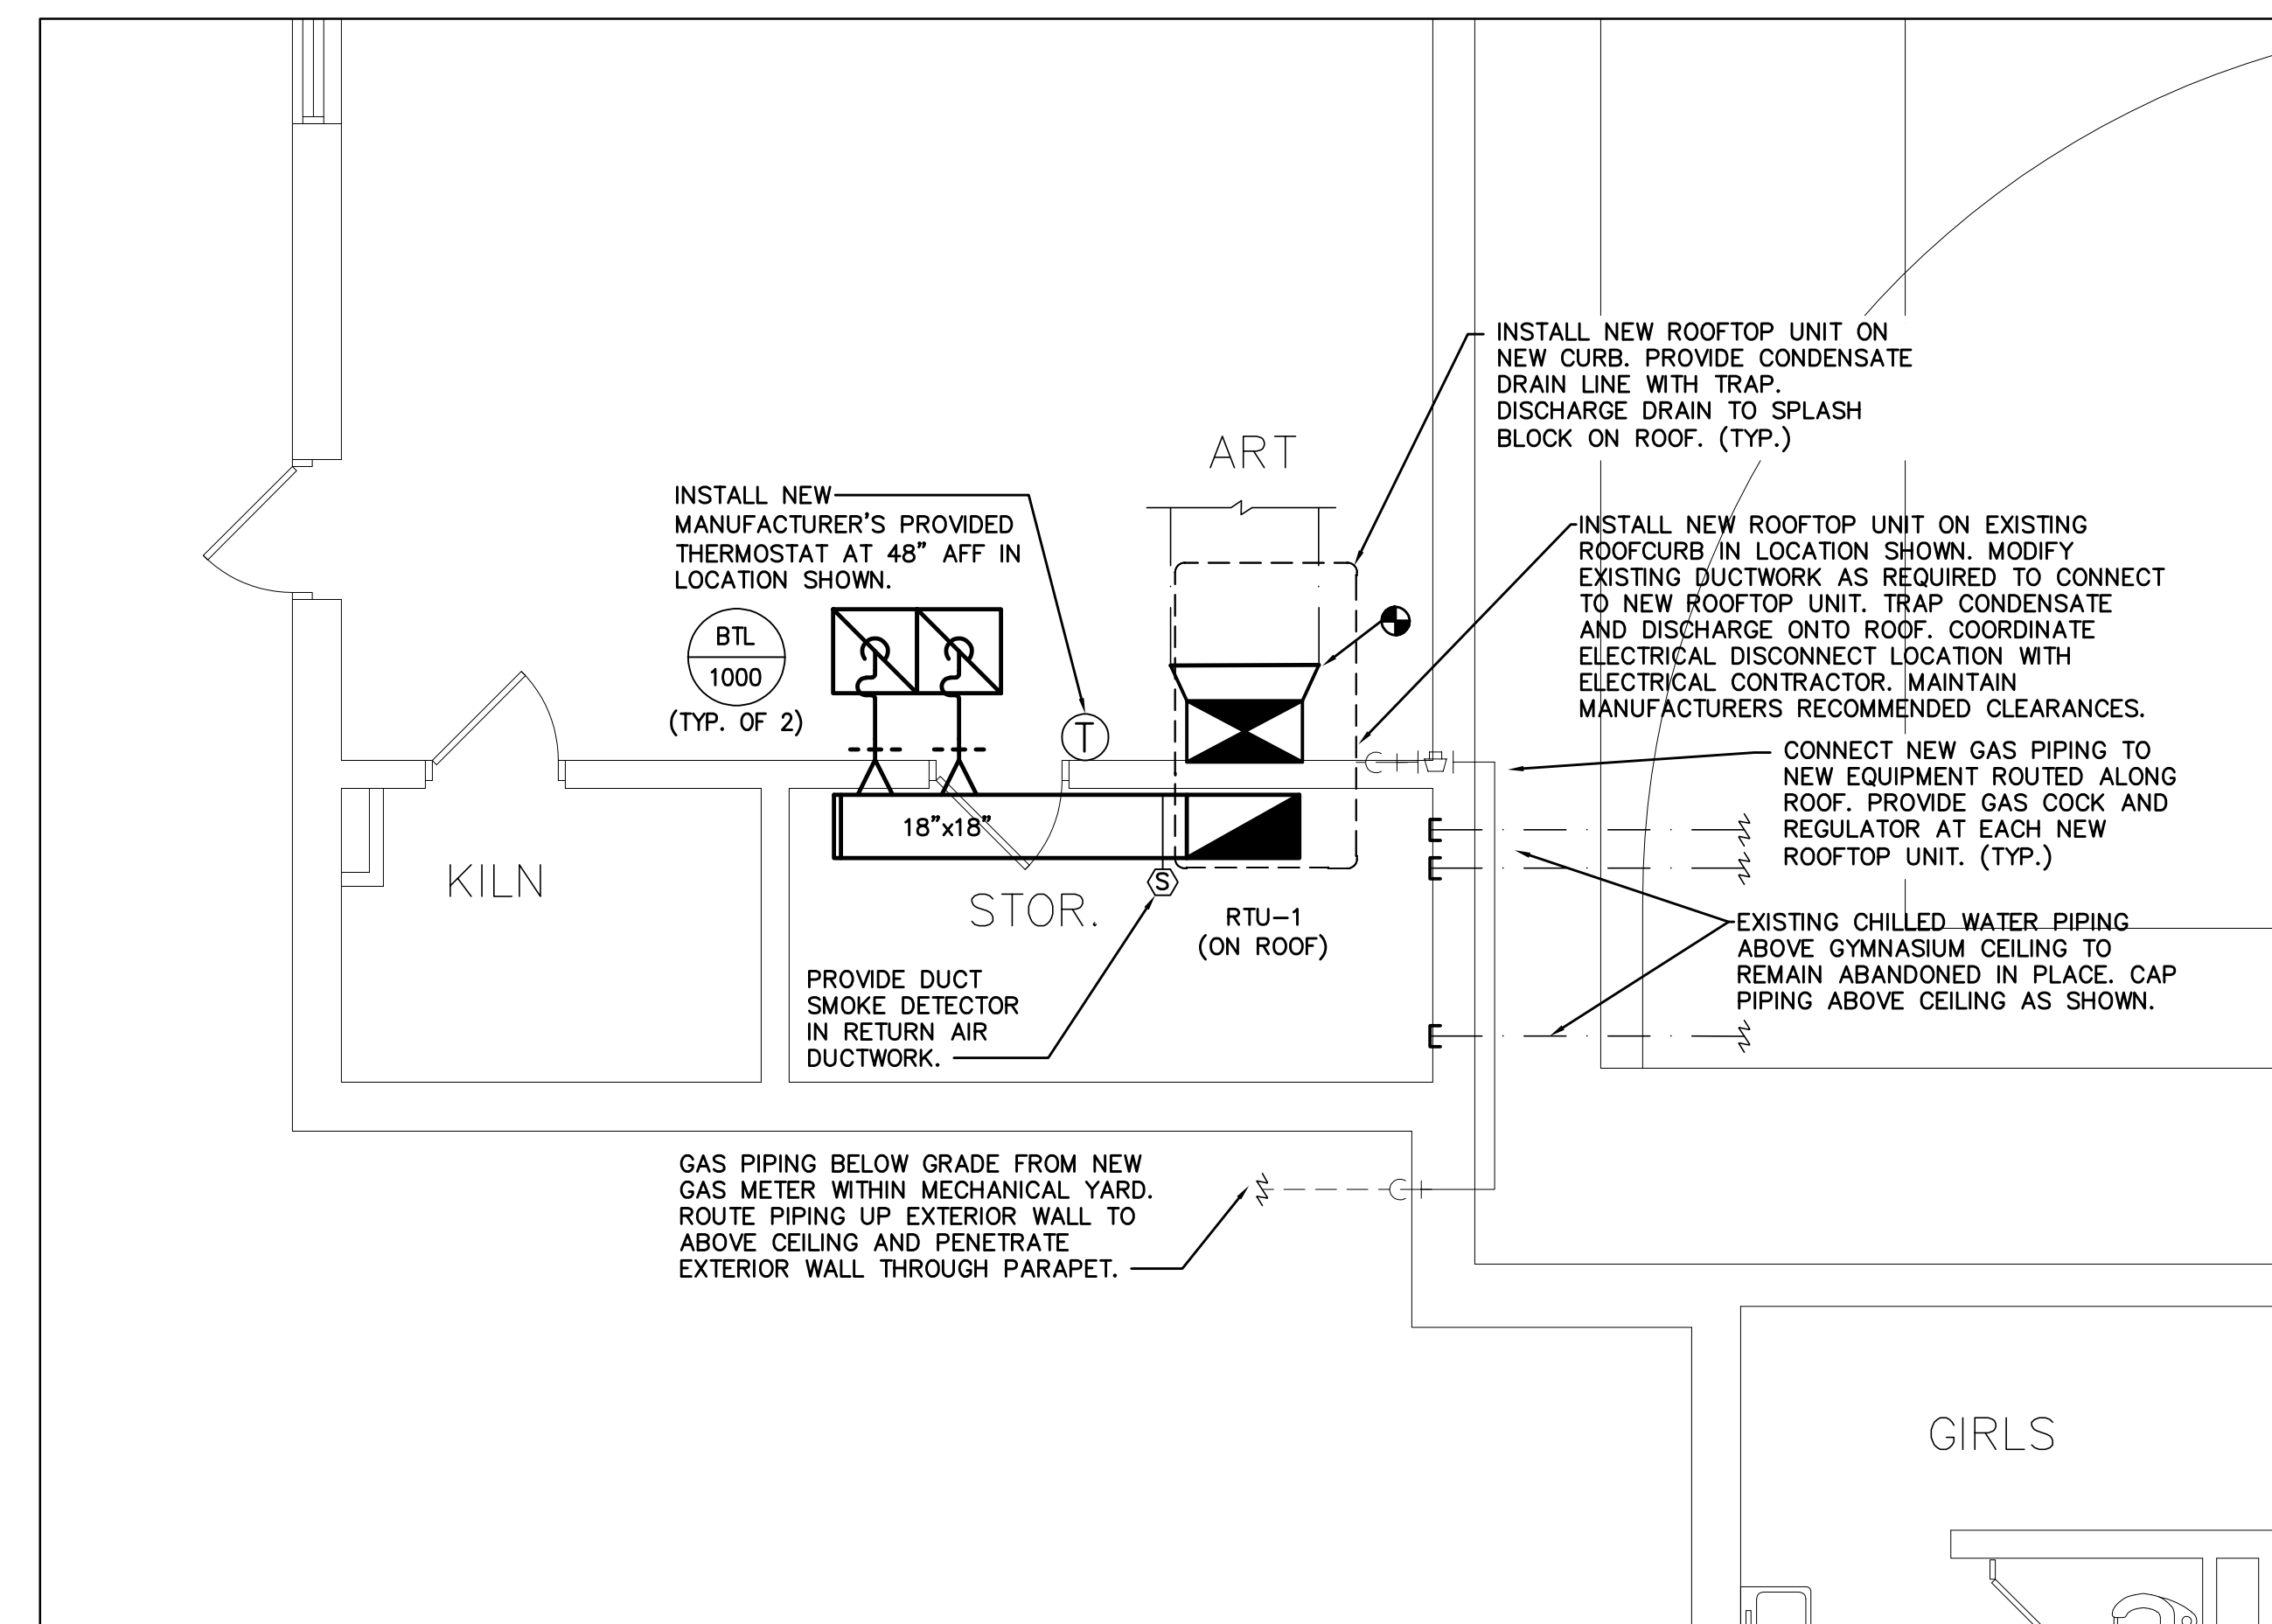 INSTALL NEW ROOFTOP UNIT ON
NEW CURB. PROVIDE CONDENSATE
DRAIN LINE WITH TRAP.
DISCHARGE DRAIN TO SPLASH
BLOCK ON ROOF. (TYP.)
ART
INSTALL NEW
MANUFACTURER'S PROVIDED
THERMOSTAT AT 48" AFF IN
LOCATION SHOWN.
INSTALL NEW ROOFTOP UNIT ON EXISTING
ROOFCURB IN LOCATION SHOWN. MODIFY
EXISTING DUCTWORK AS REQUIRED TO CONNECT
TO NEW ROOFTOP UNIT. TRAP CONDENSATE
AND DISCHARGE ONTO ROOF. COORDINATE
ELECTRICAL DISCONNECT LOCATION WITH
ELECTRICAL CONTRACTOR. MAINTAIN
MANUFACTURERS RECOMMENDED CLEARANCES.
BTL
1000
(TYP. OF 2)
T
CONNECT NEW GAS PIPING TO
NEW EQUIPMENT ROUTED ALONG
ROOF. PROVIDE GAS COCK AND
REGULATOR AT EACH NEW
ROOFTOP UNIT. (TYP.)
18"x18"
KILN
STOR.
S
RTU-1
(ON ROOF)
EXISTING CHILLED WATER PIPING
ABOVE GYMNASIUM CEILING TO
REMAIN ABANDONED IN PLACE. CAP
PIPING ABOVE CEILING AS SHOWN.
PROVIDE DUCT
SMOKE DETECTOR
IN RETURN AIR
DUCTWORK.
GAS PIPING BELOW GRADE FROM NEW
GAS METER WITHIN MECHANICAL YARD.
ROUTE PIPING UP EXTERIOR WALL TO
ABOVE CEILING AND PENETRATE
EXTERIOR WALL THROUGH PARAPET.
GIRLS